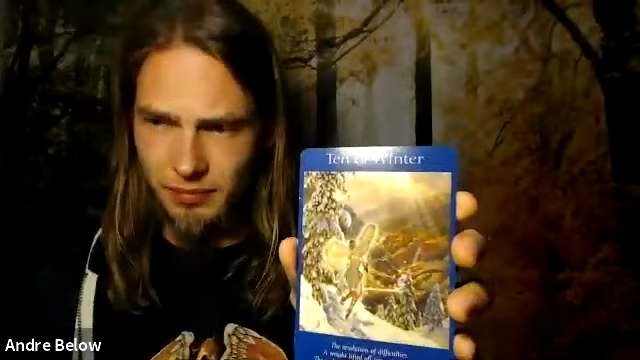 Ten of Winter
The resolution of difficulties.
A weight lifted off
Andre Below